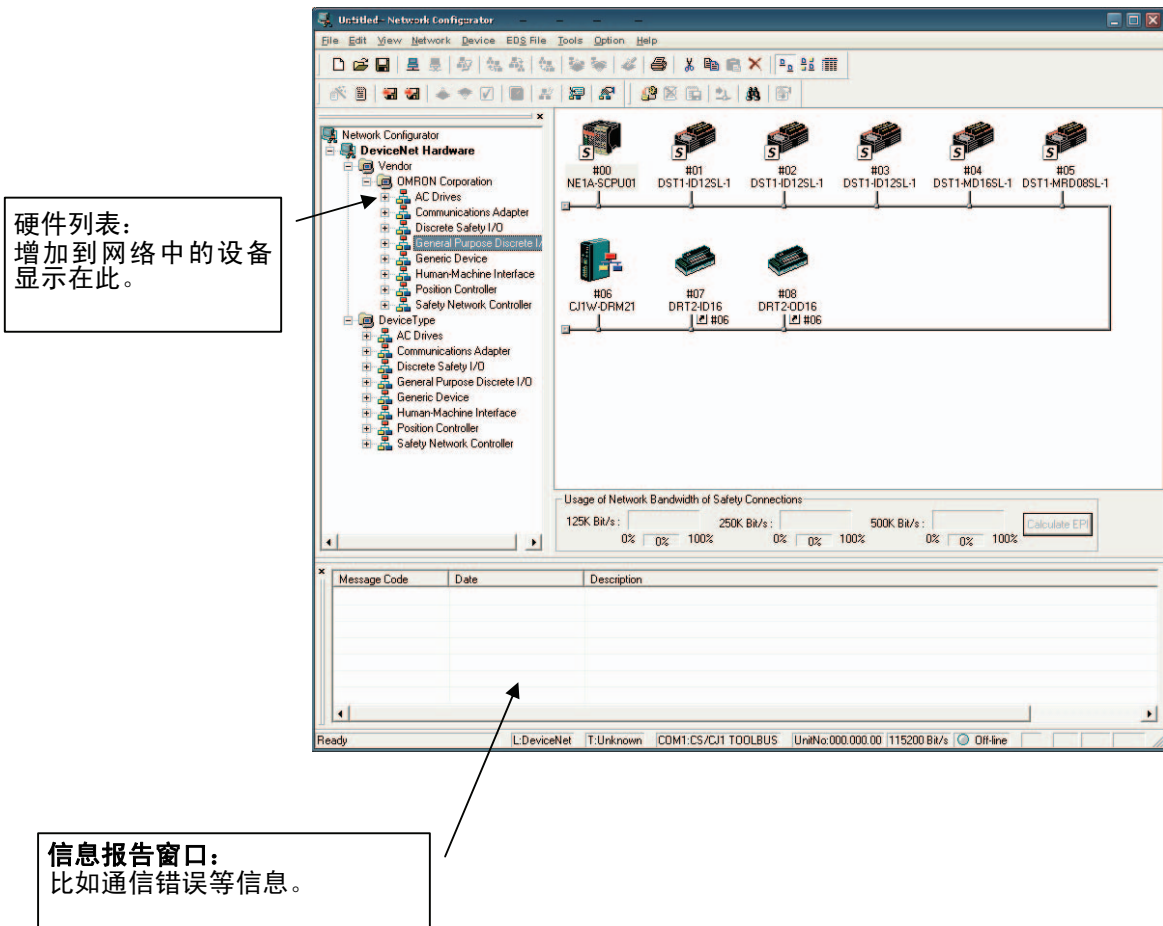 Untitled - Network Configurator
File Edit View Network Device EDS File Tools Option Help
Network Configurator
DeviceNet Hardware
Vendor
OMRON Corporation
AC Drives
Communications Adapter
Discrete Safety I/O
General Purpose Discrete I/
Generic Device
Human-Machine Interface
Position Controller
Safety Network Controller
DeviceType
AC Drives
Communications Adapter
Discrete Safety I/O
General Purpose Discrete I/O
Generic Device
Human-Machine Interface
Position Controller
Safety Network Controller
#00 #01 #02 #03 #04 #05
NE1A-SCPU01 DST1-ID12SL-1 DST1-ID12SL-1 DST1-ID12SL-1 DST1-MD16SL-1 DST1-MRD08SL-1
#06 #07 #08
CJ1W-DRM21 DRT2-ID16 DRT2-OD16
#06 #06
硬件列表：
增加到网络中的设备
显示在此。
Usage of Network Bandwidth of Safety Connections
125K Bit/s : 250K Bit/s : 500K Bit/s : Calculate EPI
0% 0% 100% 0% 0% 100% 0% 0% 100%
Message Code Date Description
Ready L:DeviceNet T:Unknown COM1:CS/CJ1 TOOLBUS UnitNo:000.000.00 115200 Bit/s Off-line
信息报告窗口：
比如通信错误等信息。